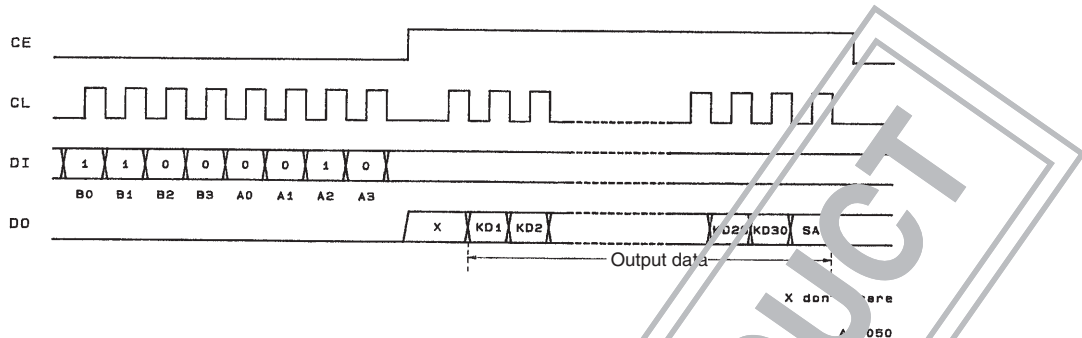 CE
CL
DI 1 1 0 0 0 0 1 0
B0 B1 B2 B3 A0 A1 A2 A3
DO X KD1 KD2 KD30 SA
Output data
X